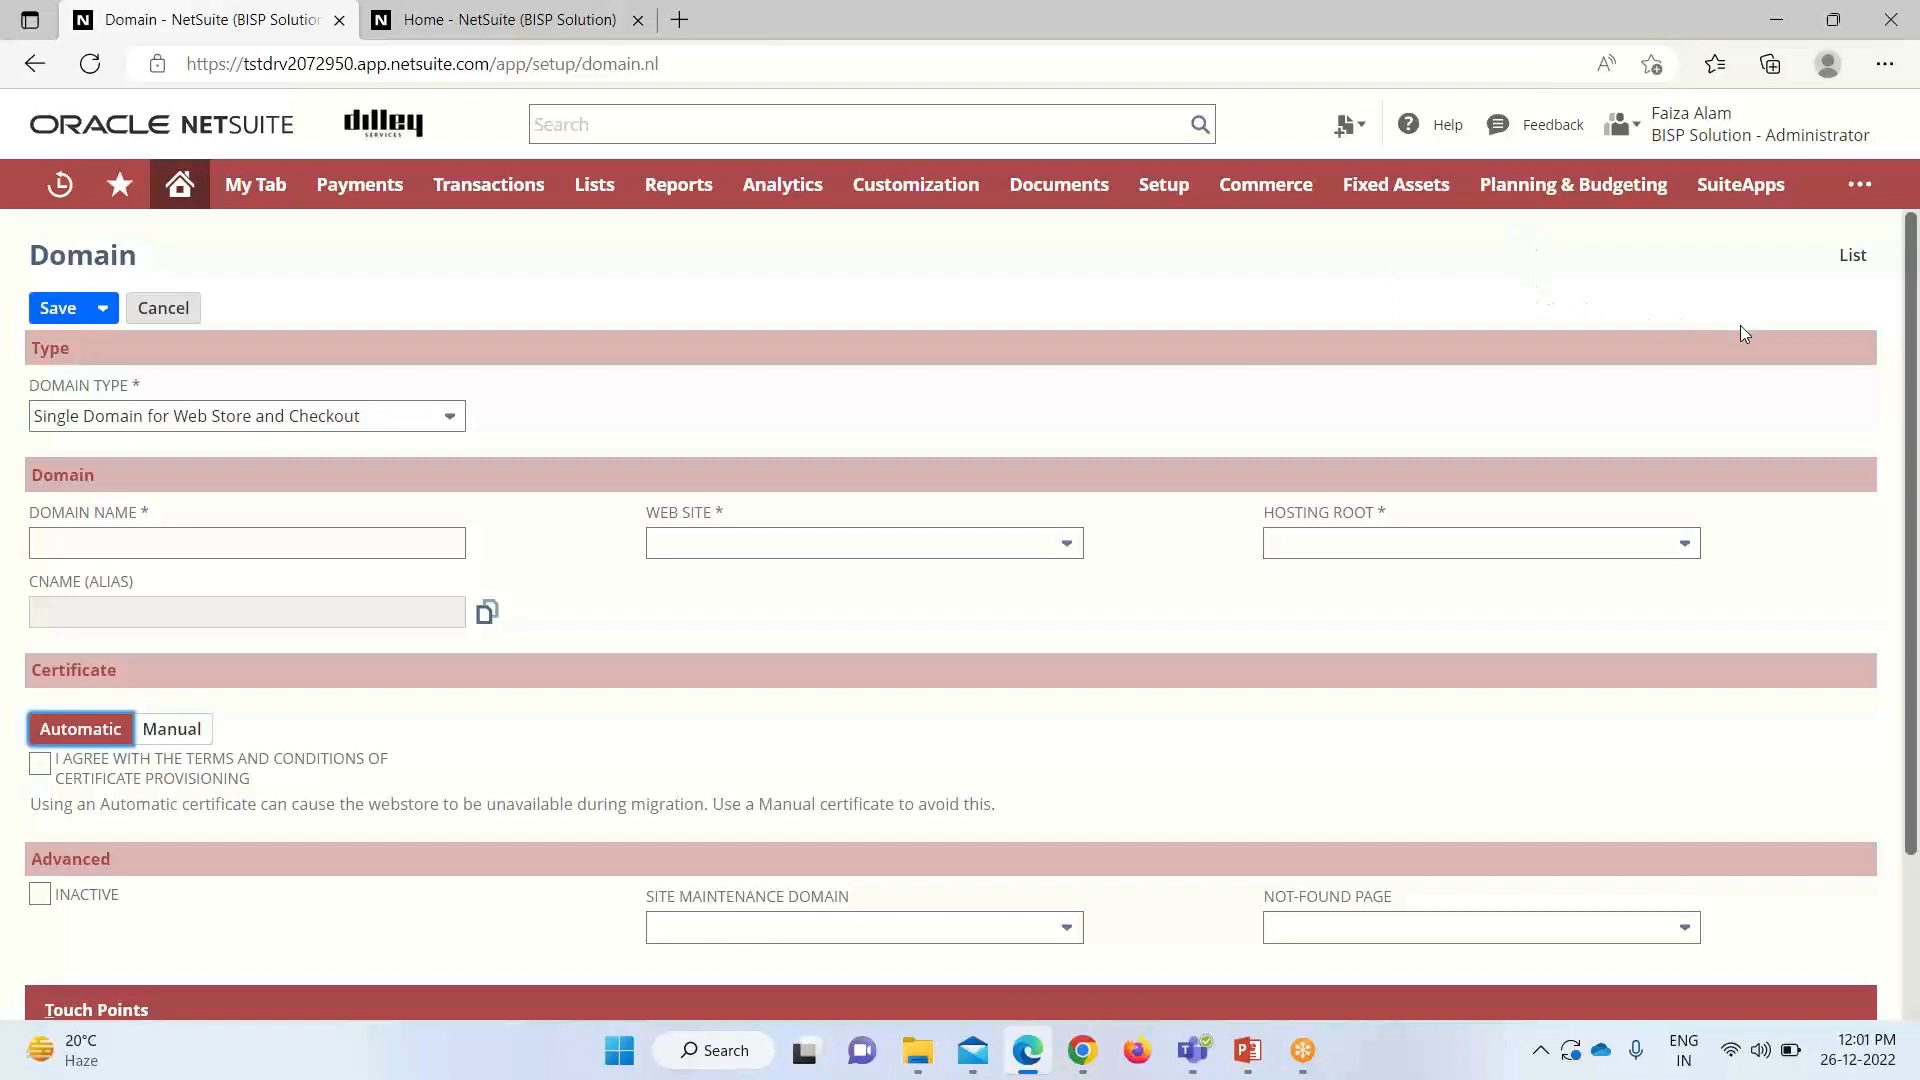 Domain - NetSuite (BISP Solution
Home - NetSuite (BISP Solution)
https://tstdrv2072950.app.netsuite.com/app/setup/domain.nl
ORACLE NETSUITE
dilley
SERVICES
Search
Help
Feedback
Faiza Alam
BISP Solution - Administrator
My Tab
Payments
Transactions
Lists
Reports
Analytics
Customization
Documents
Setup
Commerce
Fixed Assets
Planning & Budgeting
SuiteApps
Domain
List
Save
Cancel
Type
DOMAIN TYPE *
Single Domain for Web Store and Checkout
Domain
DOMAIN NAME *
WEB SITE *
HOSTING ROOT *
CNAME (ALIAS)
Certificate
Automatic
Manual
I AGREE WITH THE TERMS AND CONDITIONS OF
CERTIFICATE PROVISIONING
Using an Automatic certificate can cause the webstore to be unavailable during migration. Use a Manual certificate to avoid this.
Advanced
INACTIVE
SITE MAINTENANCE DOMAIN
NOT-FOUND PAGE
Touch Points
20°C
Haze
Search
ENG
IN
12:01 PM
26-12-2022